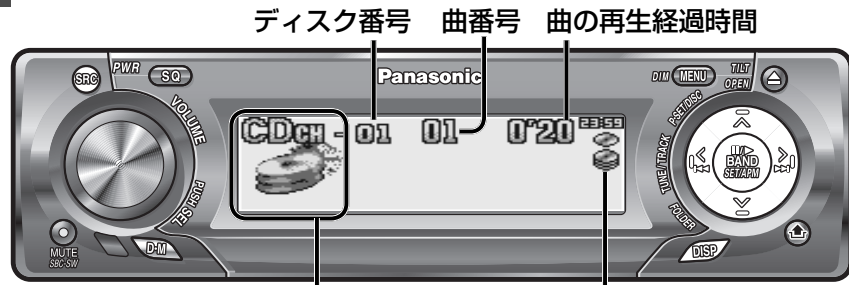 ディスク番号 曲番号 曲の再生経過時間
SRC PWR SQ Panasonic DIM MENU TILT OPEN
VOLUME
PUSH SEL
CD CH - 01 01 0'20 23:59
P·SET/DISC
TUNE/TRACK
BAND
SET/APM
FOLDER
MUTE
SBC-SW
D·M
DISP